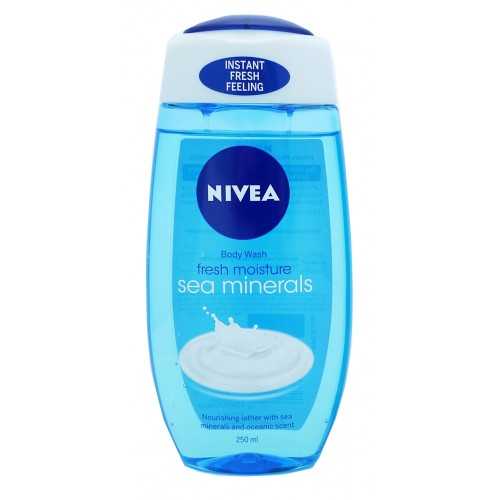 INSTANT
FRESH
FEELING
NIVEA
Body Wash
fresh moisture
sea minerals
Nourishing lather with sea
minerals and oceanic scent
250 ml